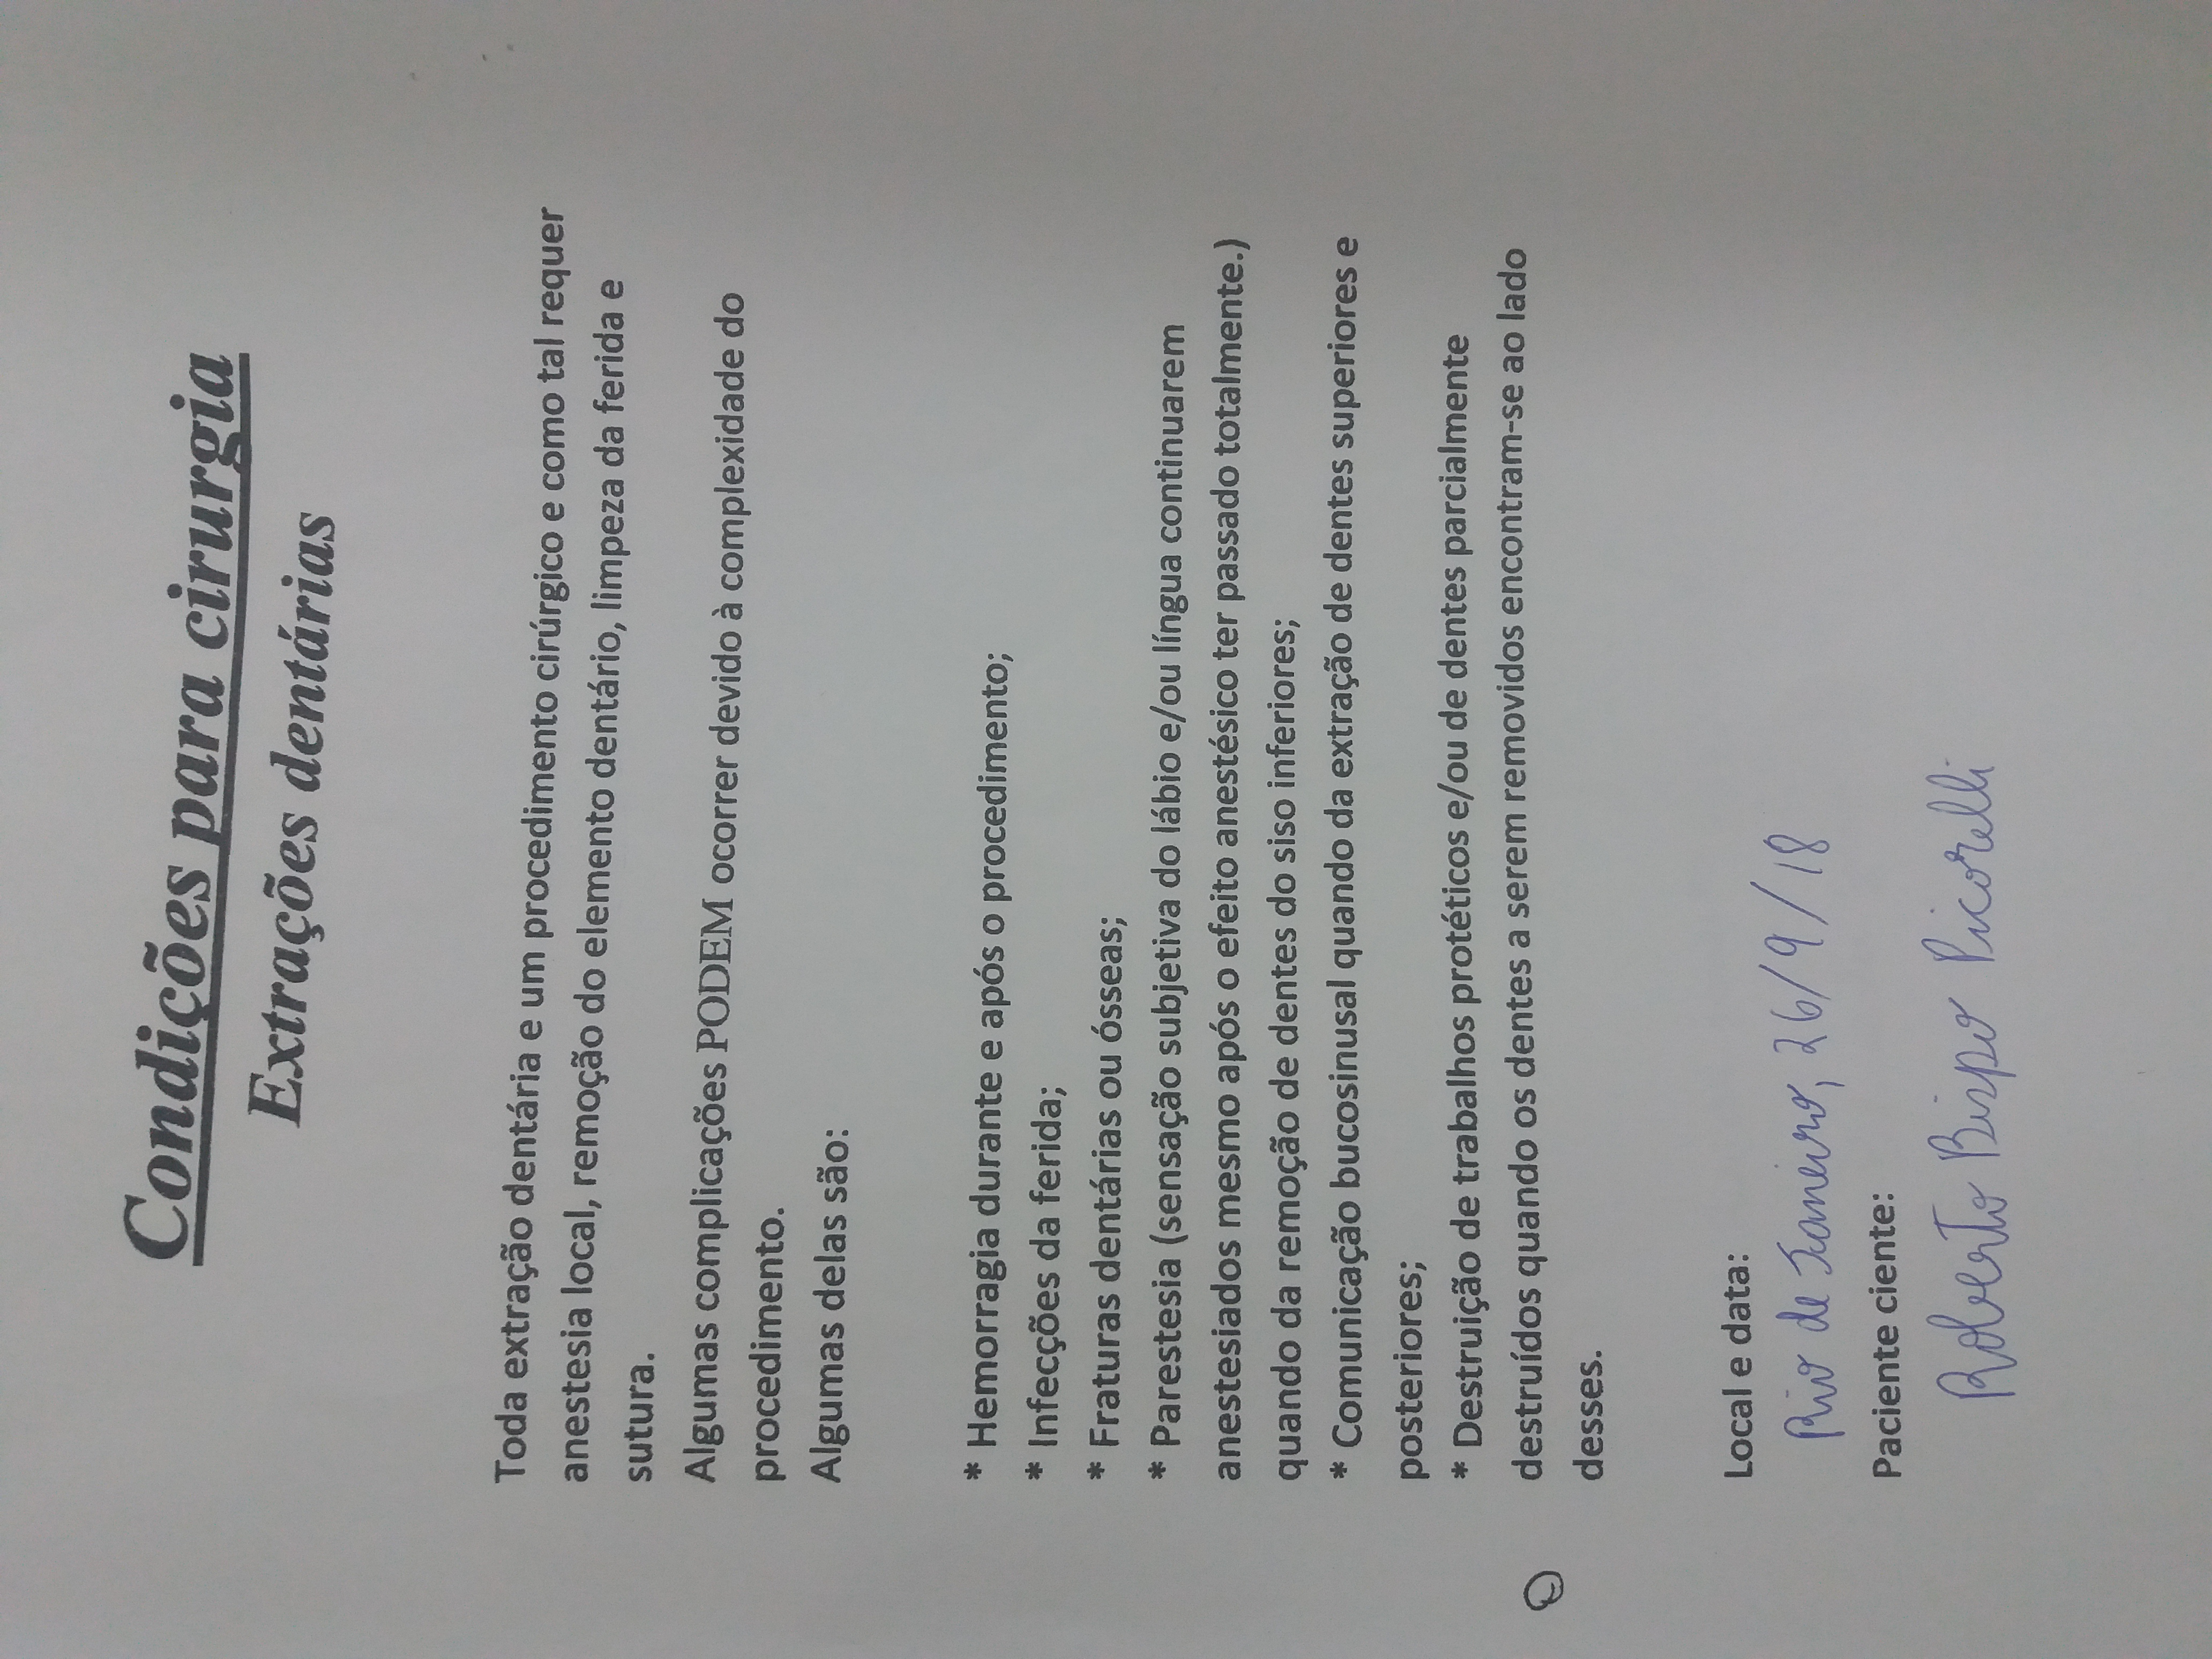 Condições para cirurgia
Extrações dentárias
Toda extração dentária e um procedimento cirúrgico e como tal requer
anestesia local, remoção do elemento dentário, limpeza da ferida e
sutura.
Algumas complicações PODEM ocorrer devido à complexidade do
procedimento.
Algumas delas são:
* Hemorragia durante e após o procedimento;
* Infecções da ferida;
* Fraturas dentárias ou ósseas;
* Parestesia (sensação subjetiva do lábio e/ou língua continuarem
anestesiados mesmo após o efeito anestésico ter passado totalmente.)
quando da remoção de dentes do siso inferiores;
* Comunicação bucosinusal quando da extração de dentes superiores e
posteriores;
* Destruição de trabalhos protéticos e/ou de dentes parcialmente
destruídos quando os dentes a serem removidos encontram-se ao lado
desses.
Local e data:
Rio de Janeiro, 26/9/18
Paciente ciente:
Roberto Bispo Picorelli